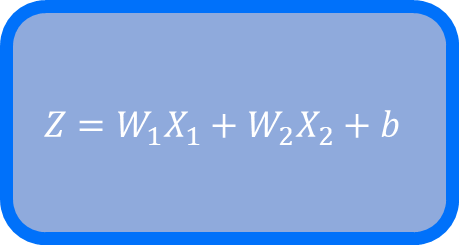 Z = W₁X₁ + W₂X₂ + b